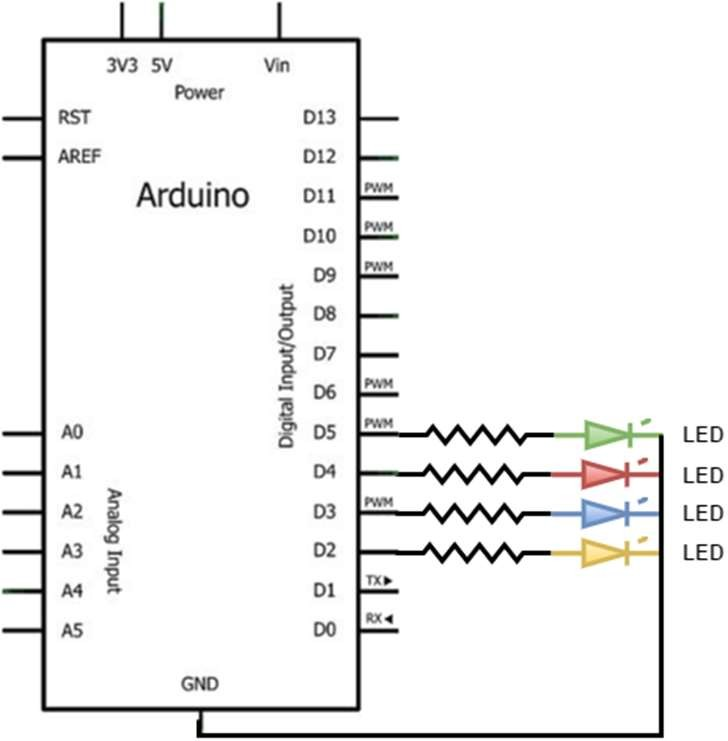 3V3 5V Vin
Power
RST D13
AREF D12
Arduino
PWM
D11
PWM
D10
PWM
D9
D8
Digital Input/Output
D7
PWM
D6
PWM
A0 D5 LED
A1 D4 LED
PWM
A2 D3 LED
Analog Input
A3 D2 LED
TX▶
A4 D1
RX◀
A5 D0
GND